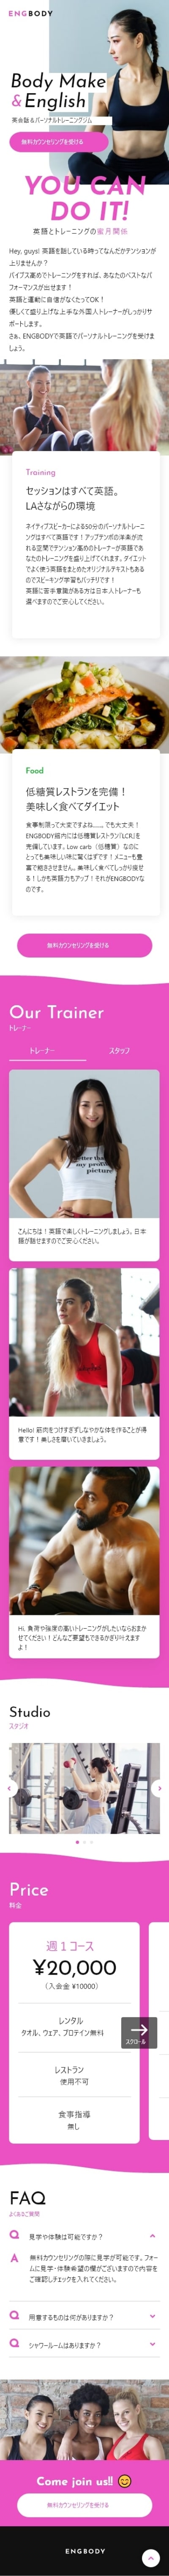 ENGBODY
Body Make
& English
英会話&パーソナルトレーニングジム
無料カウンセリングを受ける
YOU CAN
DO IT!
英語とトレーニングの蜜月関係
Hey, guys! 英語を話している時ってなんだかテンションが
上りませんか？
バイブス高めでトレーニングをすれば、あなたのベストなパ
フォーマンスが出せます！
英語と運動に自信がなくたってOK！
優しくて盛り上げな上手な外国人トレーナーがしっかりサ
ポートします。
さぁ、ENGBODYで英語でパーソナルトレーニングを受けま
しょう。
Training
セッションはすべて英語。
LAさながらの環境
ネイティブスピーカーによる50分のパーソナルトレーニ
ングはすべて英語です！アップテンポの洋楽が流
れる空間でテンション高めのトレーナーが英語であ
なたのトレーニングを盛り上げてくれます。ダイエット
でよく使う英語をまとめたオリジナルテキストもある
のでスピーキング学習もバッチリです！
英語に苦手意識がある方は日本人トレーナーも
選べますのでご安心してください。
Food
低糖質レストランを完備！
美味しく食べてダイエット
食事制限って大変ですよね……。でも大丈夫！
ENGBODY館内には低糖質レストラン「LCR」を
完備しています。Low carb（低糖質）なのに
とっても美味しい味に驚くはずです！メニューも豊
富で飽きさせません。美味しく食べてしっかり痩せ
る！しかも英語力もアップ！それがENGBODYな
のです。
無料カウンセリングを受ける
Our Trainer
トレーナー
トレーナー
スタッフ
こんにちは！英語で楽しくトレーニングしましょう。日本
語が話せますのでご安心ください。
Hello! 筋肉をつけすぎずしなやかな体を作ることが得
意です！美しさを磨いていきましょう。
Hi, 負荷や強度の高いトレーニングがしたいならおまか
せてください！どんなご要望もできるかぎり叶えます
よ！
Studio
スタジオ
Price
料金
週１コース
¥20,000
（入会金 ¥10000）
レンタル
タオル、ウェア、プロテイン無料
スクロール
レストラン
使用不可
食事指導
無し
FAQ
よくあるご質問
Q 見学や体験は可能ですか？
A 無料カウンセリングの際に見学が可能です。フォー
ムに見学・体験希望の欄がございますので内容を
ご確認しチェックを入れてください。
Q 用意するものは何がありますか？
Q シャワールームはありますか？
Come join us!! 😊
無料カウンセリングを受ける
ENGBODY